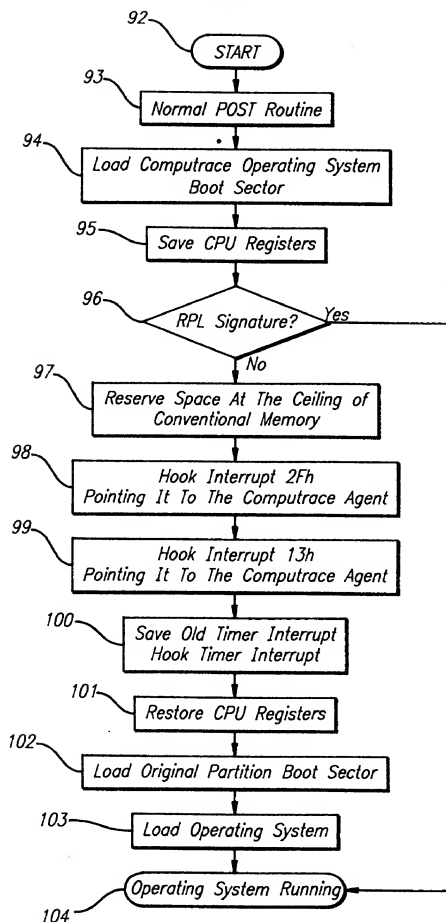 92
START
93
Normal POST Routine
94
Load Computrace Operating System
Boot Sector
95
Save CPU Registers
96
RPL Signature?
Yes
No
97
Reserve Space At The Ceiling of
Conventional Memory
98
Hook Interrupt 2Fh
Pointing It To The Computrace Agent
99
Hook Interrupt 13h
Pointing It To The Computrace Agent
100
Save Old Timer Interrupt
Hook Timer Interrupt
101
Restore CPU Registers
102
Load Original Partition Boot Sector
103
Load Operating System
Operating System Running
104